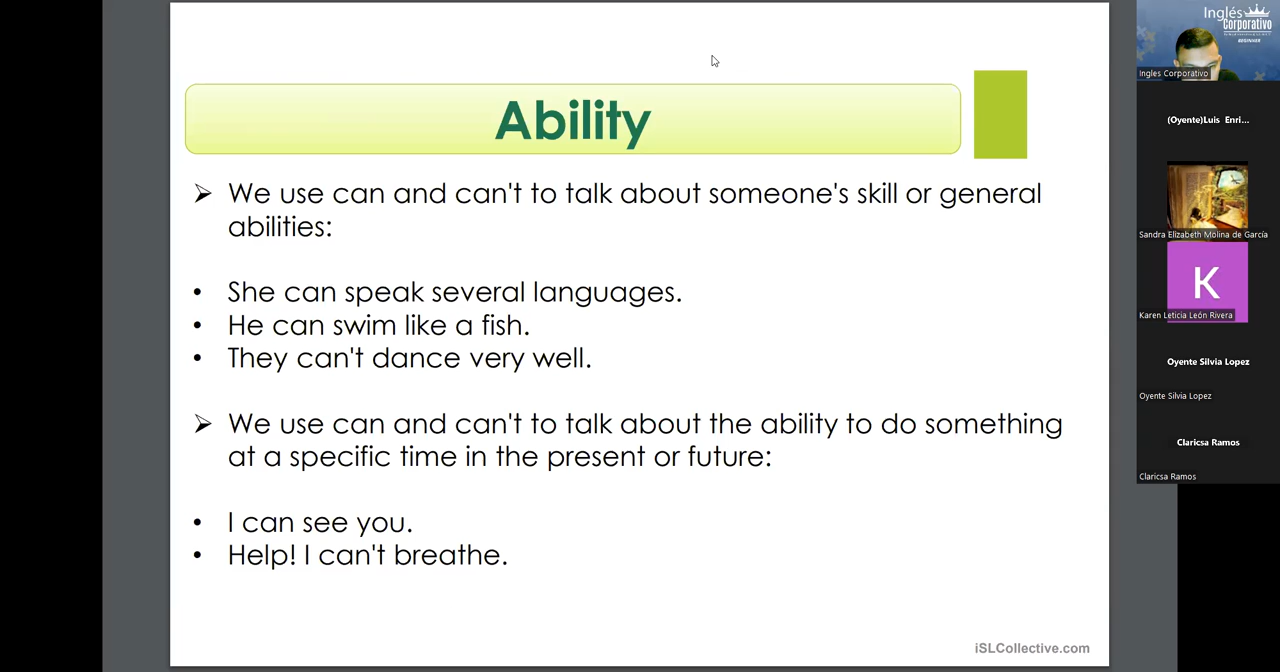 Ability
We use can and can't to talk about someone's skill or general
abilities:
She can speak several languages.
He can swim like a fish.
They can't dance very well.
We use can and can't to talk about the ability to do something
at a specific time in the present or future:
I can see you.
Help! I can't breathe.
iSLCollective.com
Inglés
Corporativo
BEGINNER
Ingles Corporativo
(Oyente)Luis Enri...
Sandra Elizabeth Molina de García
K
Karen Leticia León Rivera
Oyente Silvia Lopez
Oyente Silvia Lopez
Claricsa Ramos
Claricsa Ramos